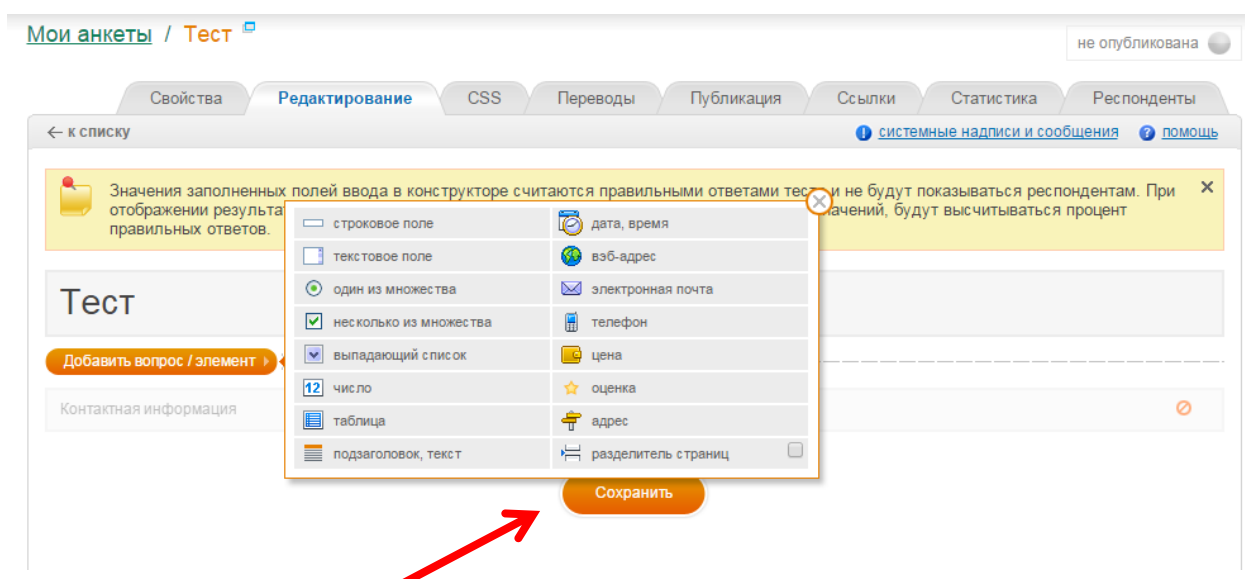 Мои анкеты / Тест
не опубликована
Свойства Редактирование CSS Переводы Публикация Ссылки Статистика Респонденты
← к списку системные надписи и сообщения помощь
Значения заполненных полей ввода в конструкторе считаются правильными ответами теста и не будут показываться респондентам. При
отображении будут высчитываться процент
правильных ответов.
строковое поле дата, время
текстовое поле вэб-адрес
один из множества электронная почта
несколько из множества телефон
выпадающий список цена
12 число оценка
таблица адрес
подзаголовок, текст разделитель страниц
Тест
Добавить вопрос / элемент
Контактная информация
Сохранить